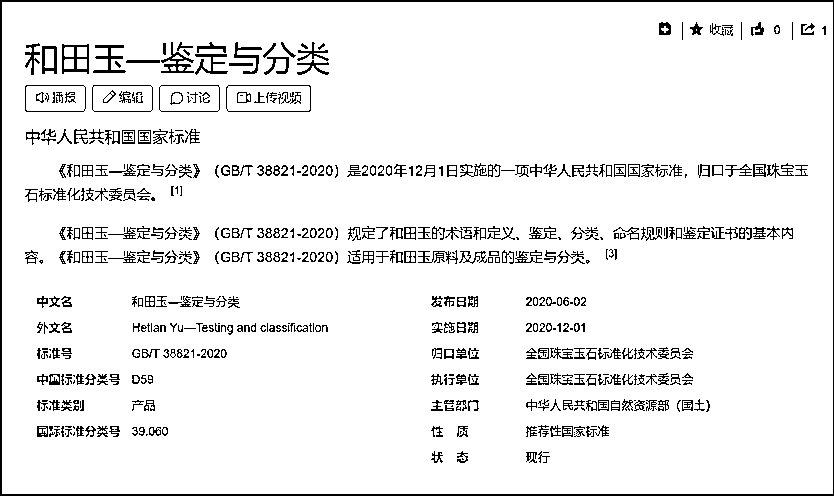 收藏 0 1
和田玉—鉴定与分类
播报 编辑 讨论 上传视频
中华人民共和国国家标准
《和田玉—鉴定与分类》（GB/T 38821-2020）是2020年12月1日实施的一项中华人民共和国国家标准，归口于全国珠宝玉
石标准化技术委员会。 [1]
《和田玉—鉴定与分类》（GB/T 38821-2020）规定了和田玉的术语和定义、鉴定、分类、命名规则和鉴定证书的基本内
容。《和田玉—鉴定与分类》（GB/T 38821-2020）适用于和田玉原料及成品的鉴定与分类。 [3]
中文名 和田玉—鉴定与分类 发布日期 2020-06-02
外文名 Hetian Yu—Testing and classification 实施日期 2020-12-01
标准号 GB/T 38821-2020 归口单位 全国珠宝玉石标准化技术委员会
中国标准分类号 D59 执行单位 全国珠宝玉石标准化技术委员会
标准类别 产品 主管部门 中华人民共和国自然资源部（国土）
国际标准分类号 39.060 性 质 推荐性国家标准
状 态 现行